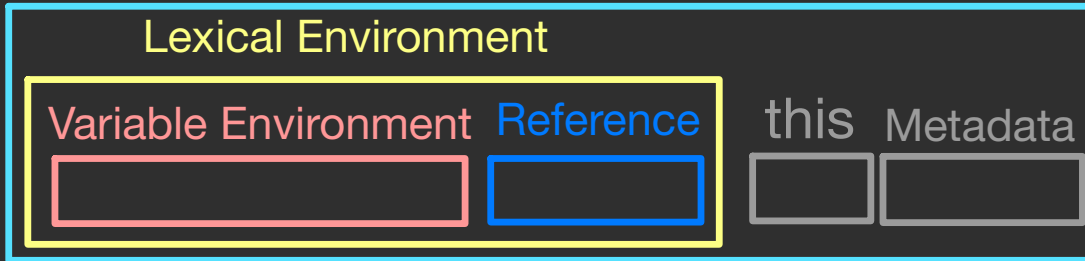 Lexical Environment
Variable Environment Reference this Metadata